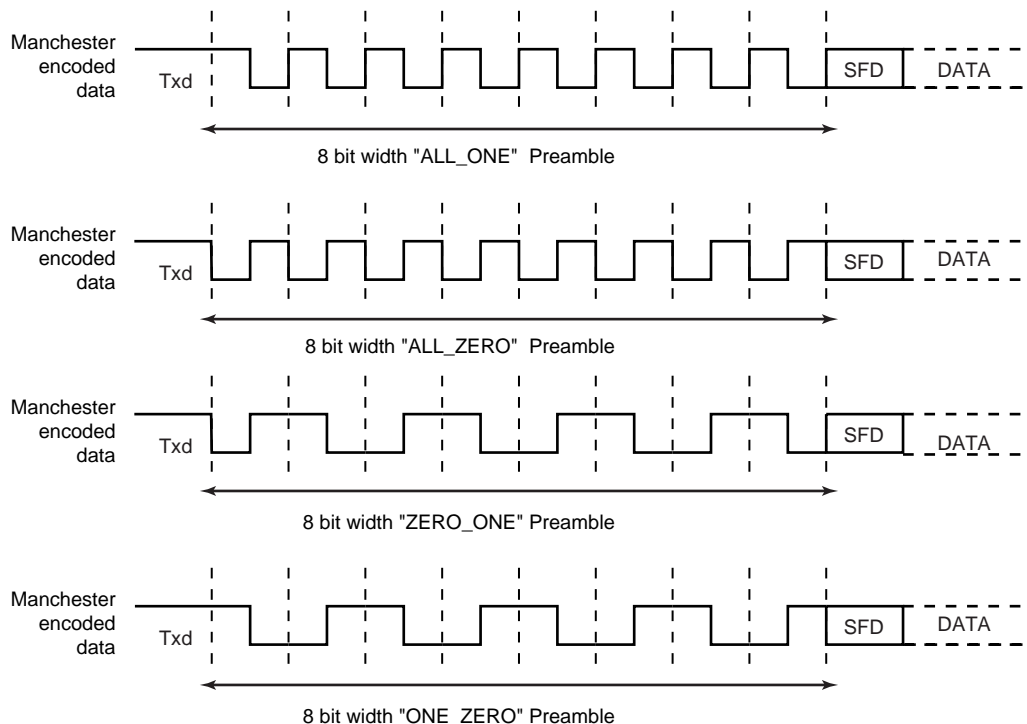 Manchester
encoded
data
Txd
SFD
DATA
8 bit width "ALL_ONE" Preamble
Manchester
encoded
data
Txd
SFD
DATA
8 bit width "ALL_ZERO" Preamble
Manchester
encoded
data
Txd
SFD
DATA
8 bit width "ZERO_ONE" Preamble
Manchester
encoded
data
Txd
SFD
DATA
8 bit width "ONE_ZERO" Preamble